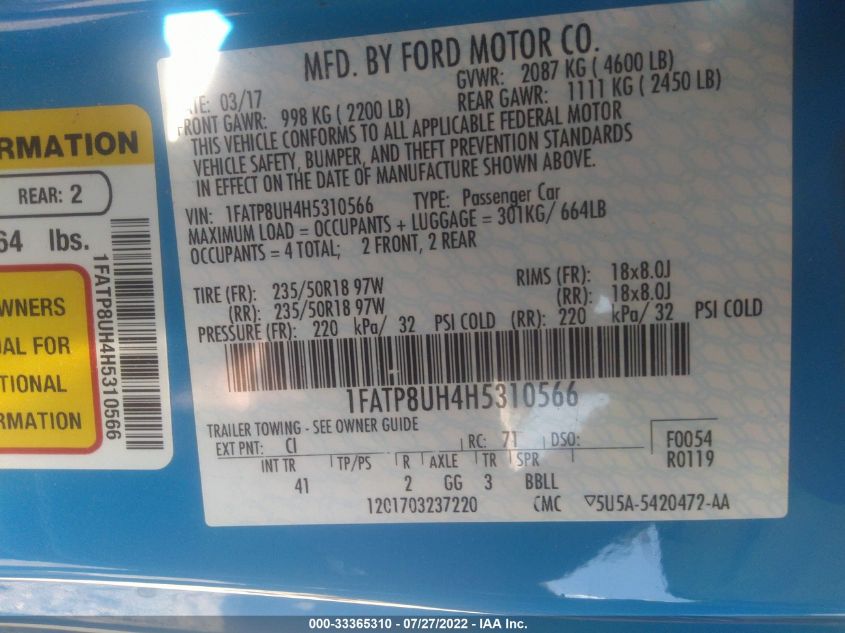 MFD. BY FORD MOTOR CO.
03/17 GVWR: 2087 KG ( 4600 LB)
FRONT GAWR: 998 KG ( 2200 LB) REAR GAWR: 1111 KG ( 2450 LB)
THIS VEHICLE CONFORMS TO ALL APPLICABLE FEDERAL MOTOR
VEHICLE SAFETY, BUMPER, AND THEFT PREVENTION STANDARDS
IN EFFECT ON THE DATE OF MANUFACTURE SHOWN ABOVE.
VIN: 1FATP8UH4H5310566 TYPE: Passenger Car
MAXIMUM LOAD = OCCUPANTS + LUGGAGE = 301KG/ 664LB
OCCUPANTS = 4 TOTAL; 2 FRONT, 2 REAR
TIRE (FR): 235/50R18 97W RIMS (FR): 18x8.0J
(RR): 235/50R18 97W (RR): 18x8.0J
PRESSURE (FR): 220 kPa/ 32 PSI COLD (RR): 220 kPa/ 32 PSI COLD
1FATP8UH4H5310566
TRAILER TOWING - SEE OWNER GUIDE
EXT PNT: CI RC: 71 DSO: F0054
R0119
INT TR TP/PS R AXLE TR SPR
41 2 GG 3 BBLL
1201703237220 CMC ▽5U5A-5420472-AA
RMATION
REAR: 2
64 lbs.
WNERS
AL FOR
TIONAL
RMATION
1FATP8UH4H5310566
000-33365310 - 07/27/2022 - IAA Inc.